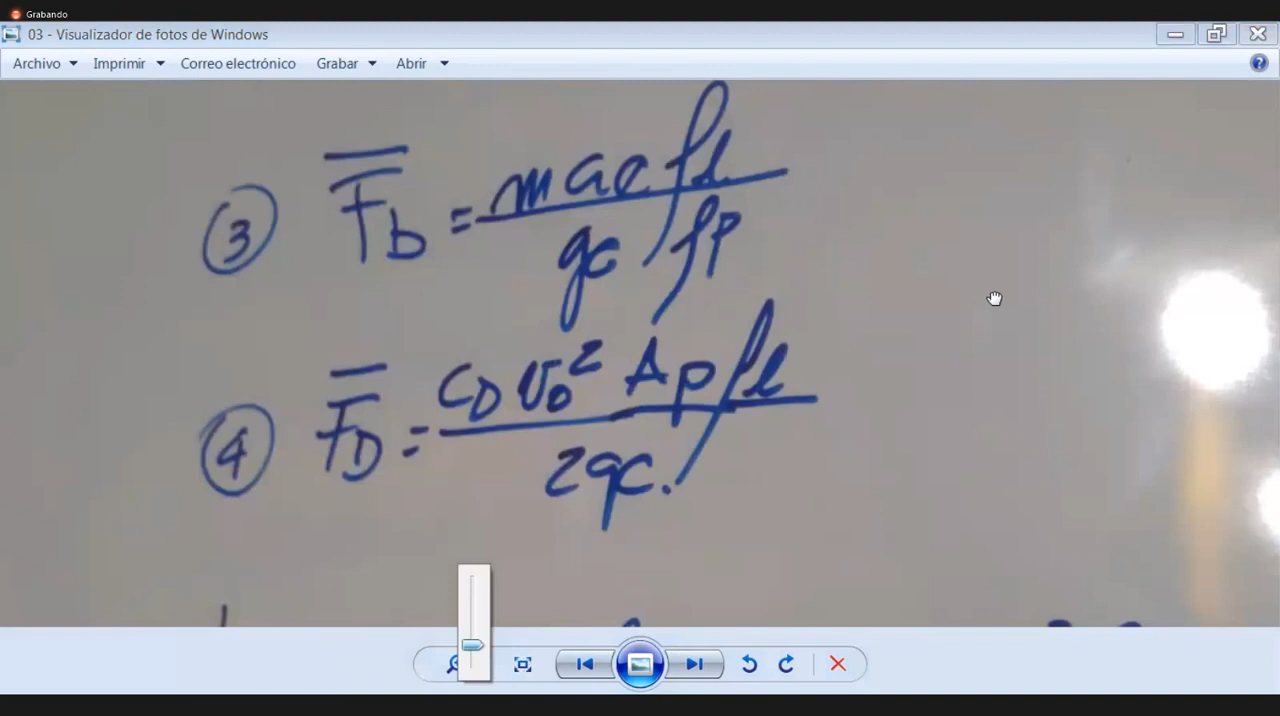 Grabando
03 - Visualizador de fotos de Windows
Archivo Imprimir Correo electrónico Grabar Abrir
③ F̅b = m ae ρl / gc ρp
④ F̅D = CD v₀² Ap ρl / 2gc.